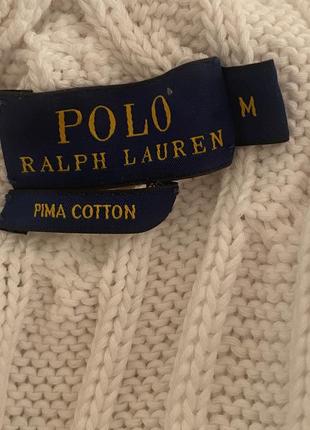 POLO
RALPH LAUREN
M
PIMA COTTON